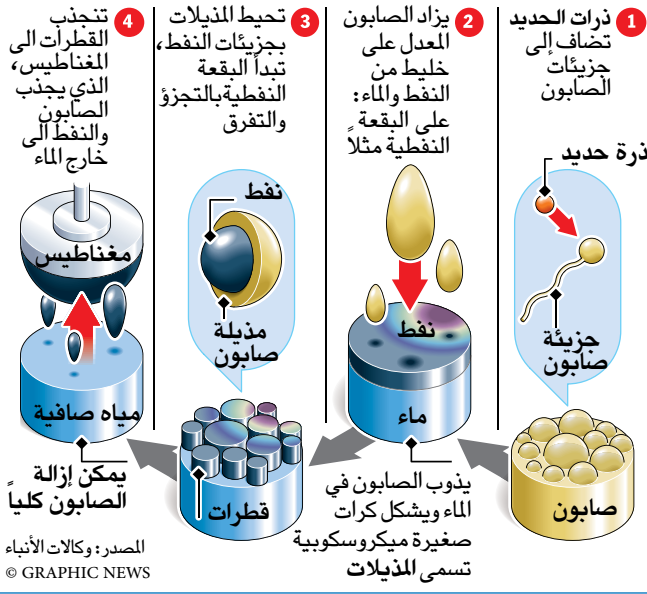 1 ذرات الحديد
تضاف إلى
جزيئات
الصابون
ذرة حديد
جزيئة
صابون
صابون
2 يزاد الصابون
المعدل على
خليط من
النفط والماء:
على البقعة
النفطية مثلاً
نفط
ماء
يذوب الصابون في
الماء ويشكل كرات
صغيرة ميكروسكوبية
تسمى المذيلات
3 تحيط المذيلات
بجزيئات النفط،
تبدأ البقعة
النفطية بالتجزؤ
والتفرق
نفط
مذيلة
صابون
قطرات
4 تنجذب
القطرات الى
المغناطيس،
الذي يجذب
الصابون
والنفط الى
خارج الماء
مغناطيس
مياه صافية
يمكن إزالة
الصابون كلياً
المصدر: وكالات الأنباء
© GRAPHIC NEWS